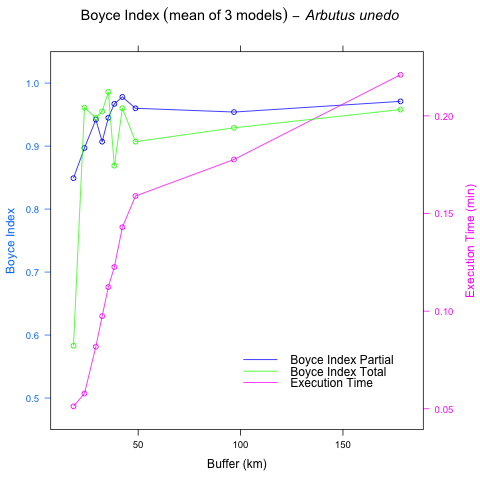 Boyce Index (mean of 3 models) – Arbutus unedo
1.0
0.9
0.8
0.7
0.6
0.5
Boyce Index
0.20
0.15
0.10
0.05
Execution Time (min)
Boyce Index Partial
Boyce Index Total
Execution Time
50 100 150
Buffer (km)